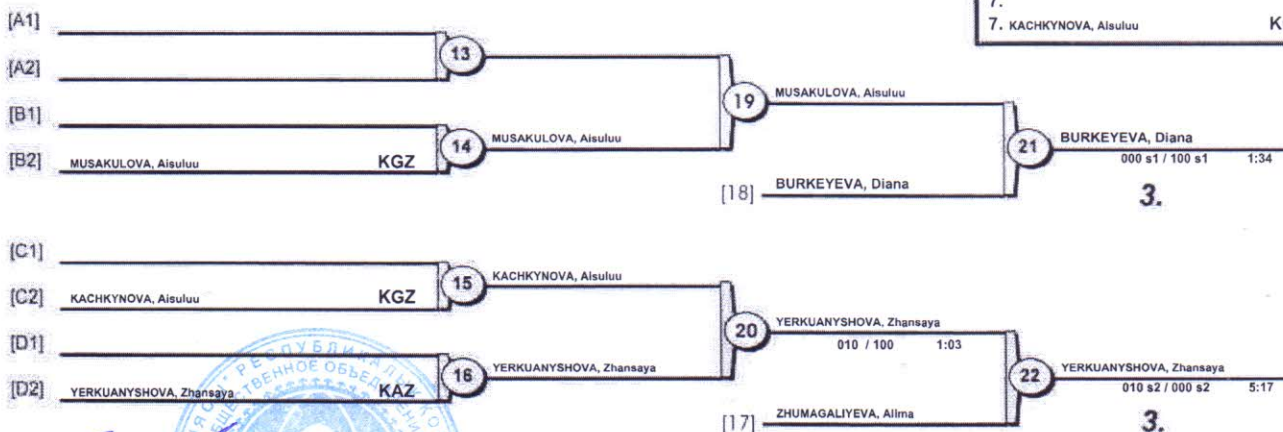 7.
7. KACHKYNOVA, Aisuluu K
[A1]
13
[A2]
[B1]
19 MUSAKULOVA, Aisuluu
14 MUSAKULOVA, Aisuluu
21 BURKEYEVA, Diana
000 s1 / 100 s1 1:34
[B2] MUSAKULOVA, Aisuluu KGZ
[18] BURKEYEVA, Diana
3.
[C1]
15 KACHKYNOVA, Aisuluu
[C2] KACHKYNOVA, Aisuluu KGZ
20 YERKUANYSHOVA, Zhansaya
010 / 100 1:03
[D1]
16 YERKUANYSHOVA, Zhansaya
22 YERKUANYSHOVA, Zhansaya
010 s2 / 000 s2 5:17
[D2] YERKUANYSHOVA, Zhansaya KAZ
[17] ZHUMAGALIYEVA, Alima
3.